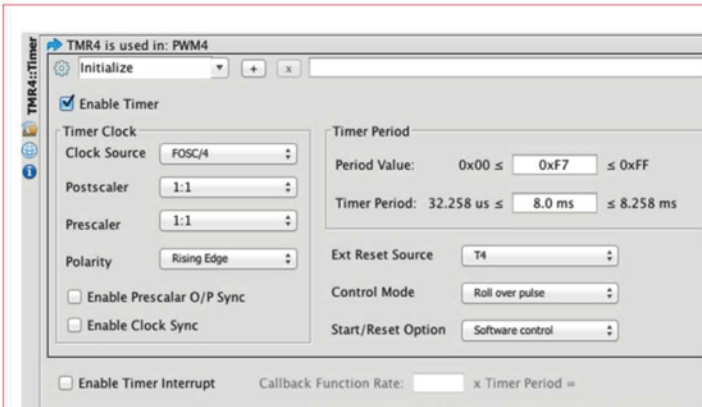 TMR4::Timer
TMR4 is used in: PWM4
Initialize + x
Enable Timer
Timer Clock
Clock Source FOSC/4
Postscaler 1:1
Prescaler 1:1
Polarity Rising Edge
Enable Prescalar O/P Sync
Enable Clock Sync
Timer Period
Period Value: 0x00 ≤ 0xF7 ≤ 0xFF
Timer Period: 32.258 us ≤ 8.0 ms ≤ 8.258 ms
Ext Reset Source T4
Control Mode Roll over pulse
Start/Reset Option Software control
Enable Timer Interrupt Callback Function Rate: x Timer Period =